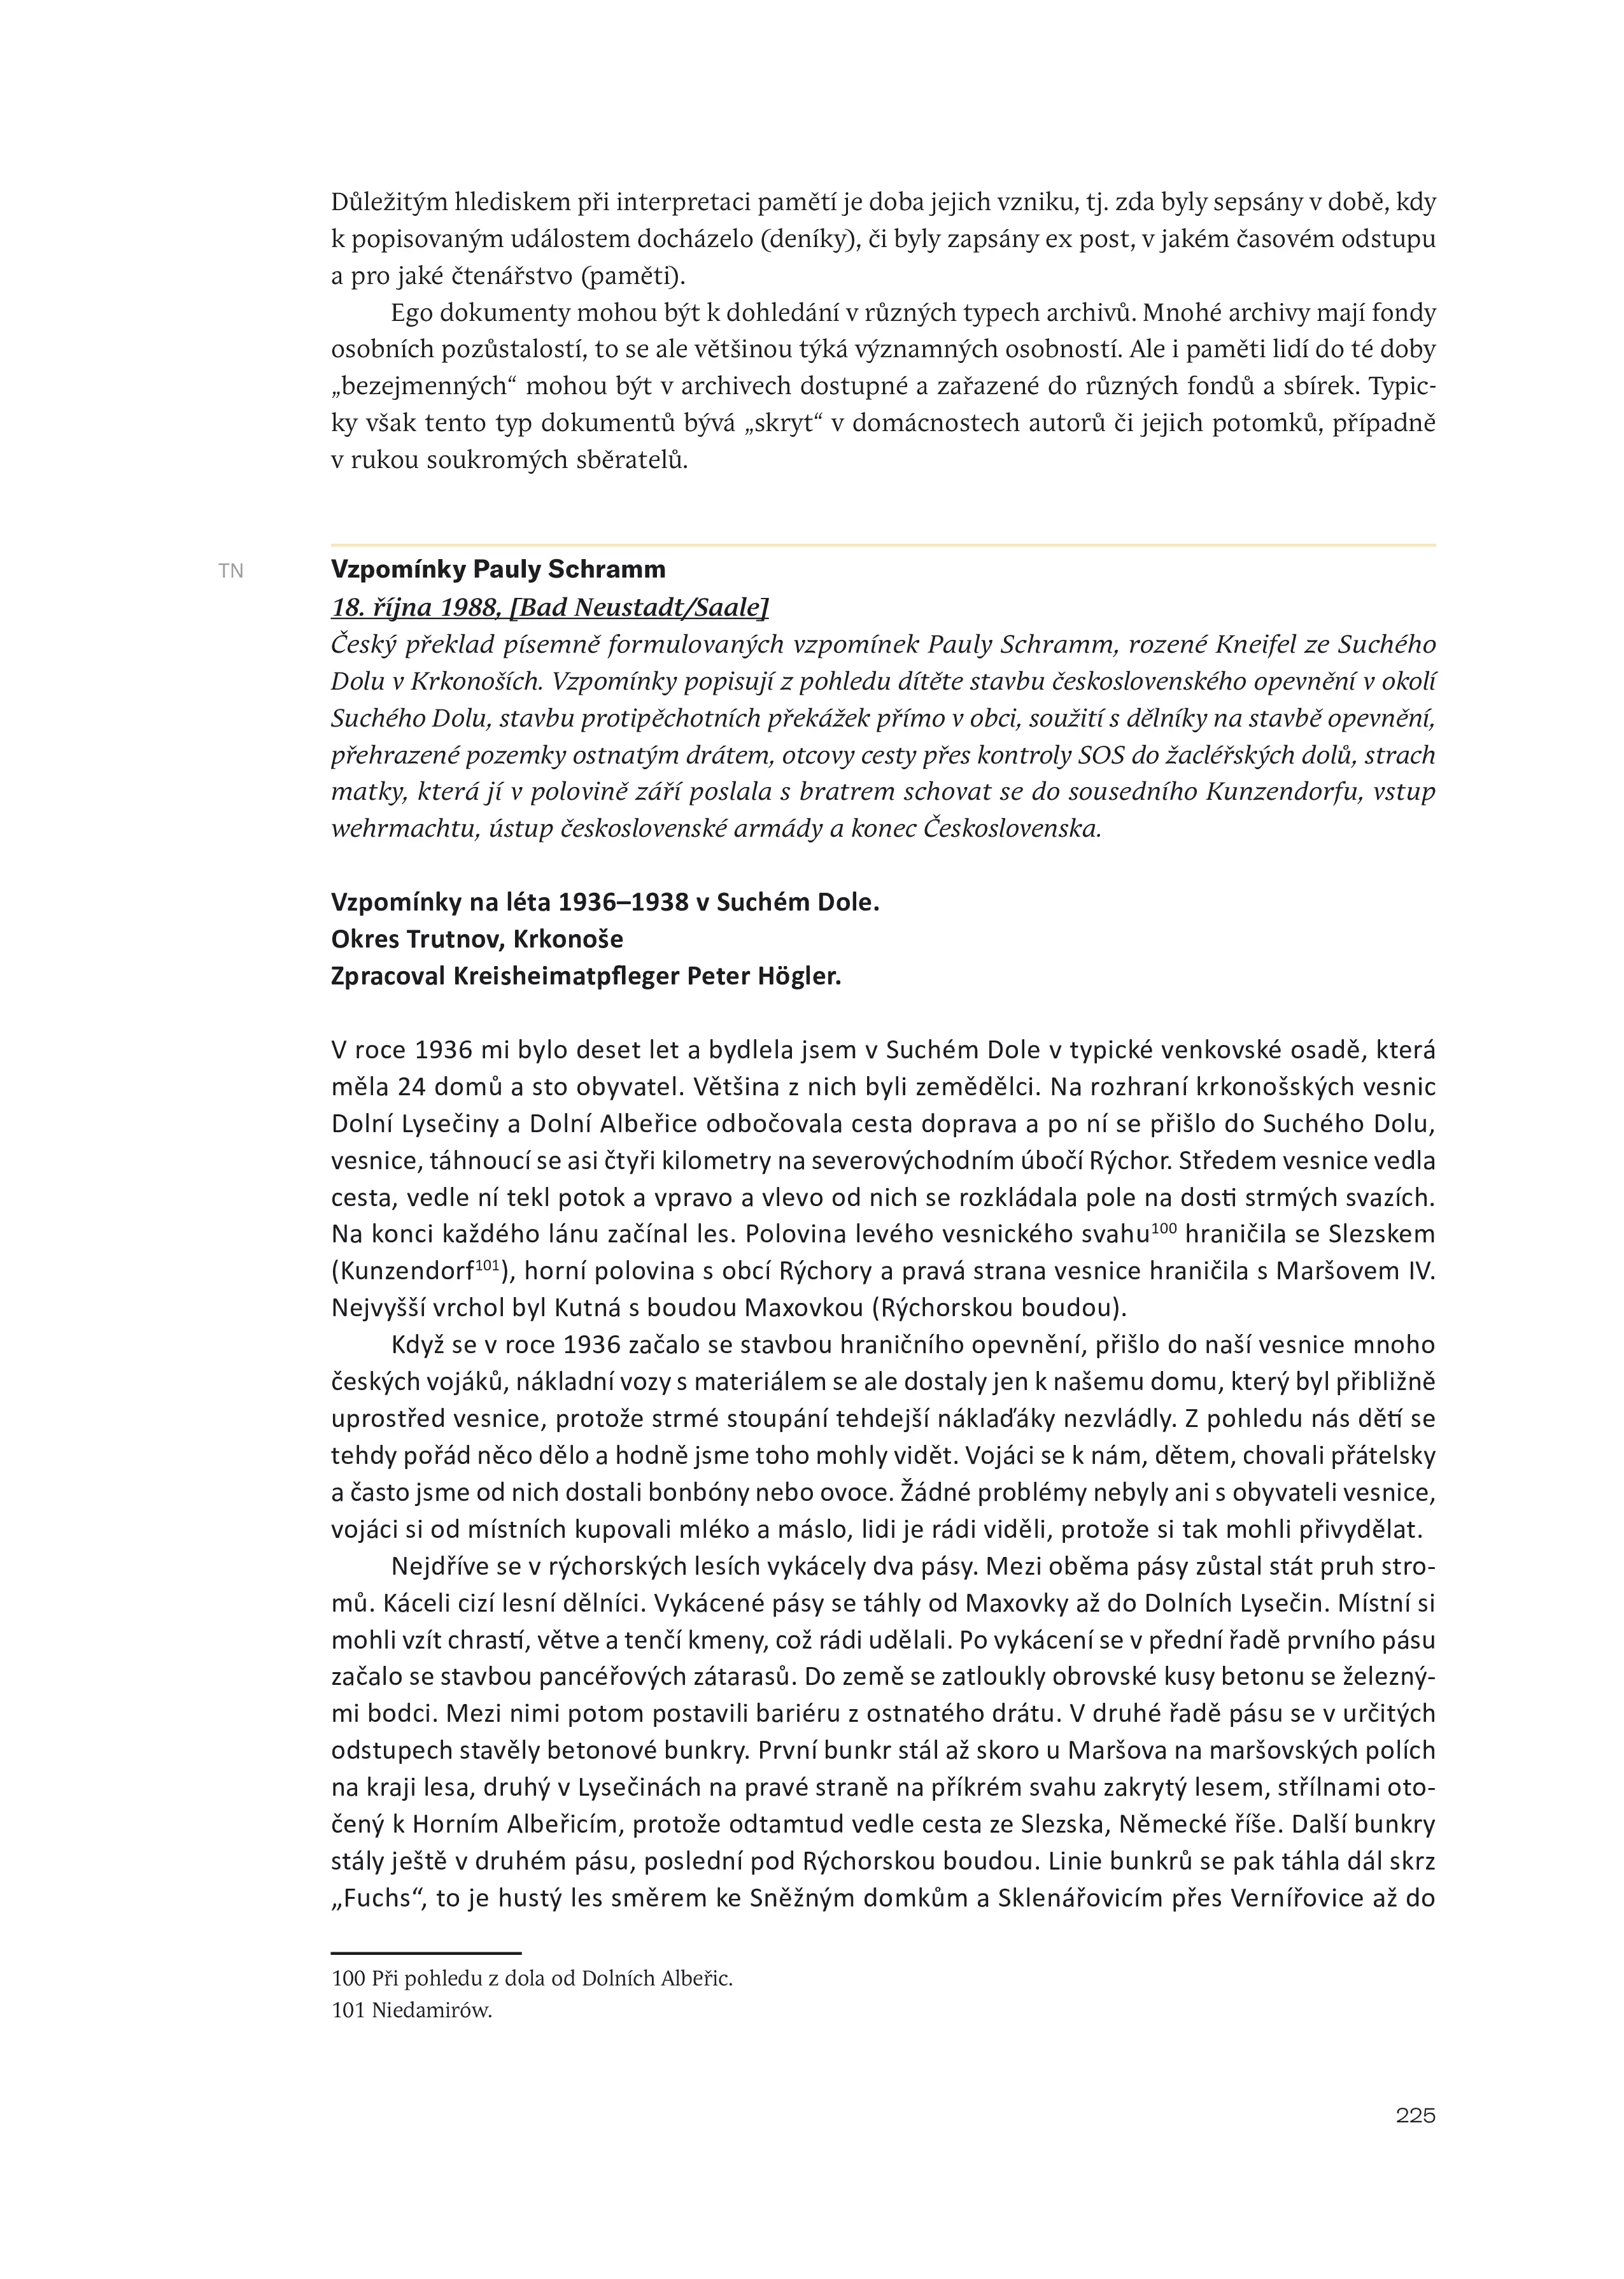 Důležitým hlediskem při interpretaci pamětí je doba jejich vzniku, tj. zda byly sepsány v době, kdy
k popisovaným událostem docházelo (deníky), či byly zapsány ex post, v jakém časovém odstupu
a pro jaké čtenářstvo (paměti).
Ego dokumenty mohou být k dohledání v různých typech archivů. Mnohé archivy mají fondy
osobních pozůstalostí, to se ale většinou týká významných osobností. Ale i paměti lidí do té doby
„bezejmenných“ mohou být v archivech dostupné a zařazené do různých fondů a sbírek. Typic-
ky však tento typ dokumentů bývá „skryt“ v domácnostech autorů či jejich potomků, případně
v rukou soukromých sběratelů.
TN
Vzpomínky Pauly Schramm
18. října 1988, [Bad Neustadt/Saale]
Český překlad písemně formulovaných vzpomínek Pauly Schramm, rozené Kneifel ze Suchého
Dolu v Krkonoších. Vzpomínky popisují z pohledu dítěte stavbu československého opevnění v okolí
Suchého Dolu, stavbu protipěchotních překážek přímo v obci, soužití s dělníky na stavbě opevnění,
přehrazené pozemky ostnatým drátem, otcovy cesty přes kontroly SOS do žacléřských dolů, strach
matky, která jí v polovině září poslala s bratrem schovat se do sousedního Kunzendorfu, vstup
wehrmachtu, ústup československé armády a konec Československa.
Vzpomínky na léta 1936–1938 v Suchém Dole.
Okres Trutnov, Krkonoše
Zpracoval Kreisheimatpfleger Peter Högler.
V roce 1936 mi bylo deset let a bydlela jsem v Suchém Dole v typické venkovské osadě, která
měla 24 domů a sto obyvatel. Většina z nich byli zemědělci. Na rozhraní krkonošských vesnic
Dolní Lysečiny a Dolní Albeřice odbočovala cesta doprava a po ní se přišlo do Suchého Dolu,
vesnice, táhnoucí se asi čtyři kilometry na severovýchodním úbočí Rýchor. Středem vesnice vedla
cesta, vedle ní tekl potok a vpravo a vlevo od nich se rozkládala pole na dosti strmých svazích.
Na konci každého lánu začínal les. Polovina levého vesnického svahu100 hraničila se Slezskem
(Kunzendorf101), horní polovina s obcí Rýchory a pravá strana vesnice hraničila s Maršovem IV.
Nejvyšší vrchol byl Kutná s boudou Maxovkou (Rýchorskou boudou).
Když se v roce 1936 začalo se stavbou hraničního opevnění, přišlo do naší vesnice mnoho
českých vojáků, nákladní vozy s materiálem se ale dostaly jen k našemu domu, který byl přibližně
uprostřed vesnice, protože strmé stoupání tehdejší náklaďáky nezvládly. Z pohledu nás dětí se
tehdy pořád něco dělo a hodně jsme toho mohly vidět. Vojáci se k nám, dětem, chovali přátelsky
a často jsme od nich dostali bonbóny nebo ovoce. Žádné problémy nebyly ani s obyvateli vesnice,
vojáci si od místních kupovali mléko a máslo, lidi je rádi viděli, protože si tak mohli přivydělat.
Nejdříve se v rýchorských lesích vykácely dva pásy. Mezi oběma pásy zůstal stát pruh stro-
mů. Káceli cizí lesní dělníci. Vykácené pásy se táhly od Maxovky až do Dolních Lysečin. Místní si
mohli vzít chrastí, větve a tenčí kmeny, což rádi udělali. Po vykácení se v přední řadě prvního pásu
začalo se stavbou pancéřových zátarasů. Do země se zatloukly obrovské kusy betonu se železný-
mi bodci. Mezi nimi potom postavili bariéru z ostnatého drátu. V druhé řadě pásu se v určitých
odstupech stavěly betonové bunkry. První bunkr stál až skoro u Maršova na maršovských polích
na kraji lesa, druhý v Lysečinách na pravé straně na příkrém svahu zakrytý lesem, střílnami oto-
čený k Horním Albeřicím, protože odtamtud vedle cesta ze Slezska, Německé říše. Další bunkry
stály ještě v druhém pásu, poslední pod Rýchorskou boudou. Linie bunkrů se pak táhla dál skrz
„Fuchs“, to je hustý les směrem ke Sněžným domkům a Sklenářovicím přes Vernířovice až do
100 Při pohledu z dola od Dolních Albeřic.
101 Niedamirów.
225